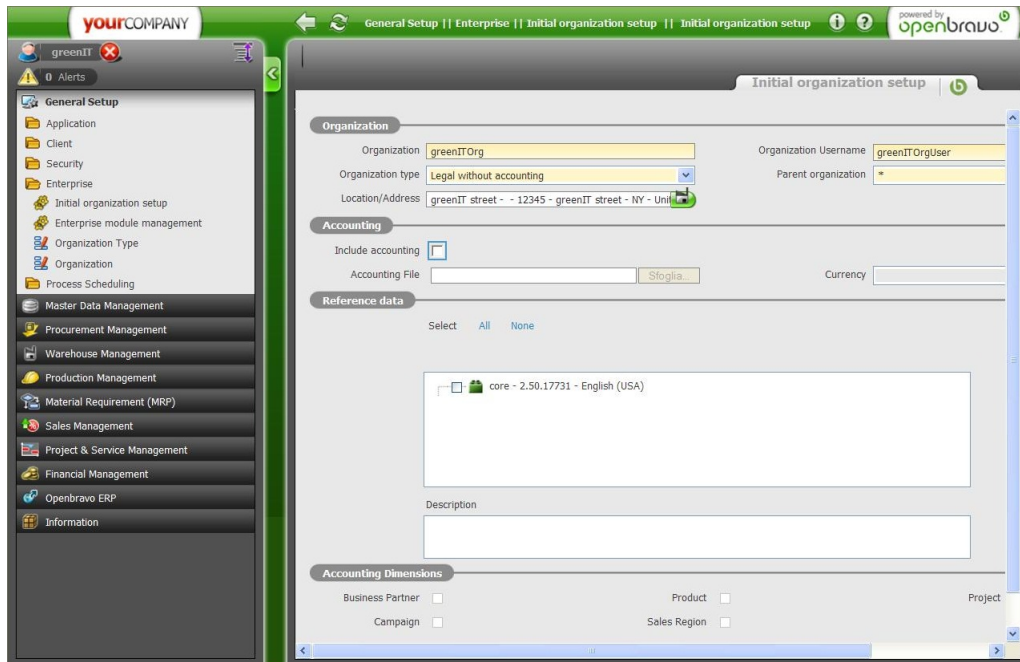 yourCOMPANY
General Setup || Enterprise || Initial organization setup || Initial organization setup
powered by
openbravo
greenIT
0 Alerts
General Setup
Application
Client
Security
Enterprise
Initial organization setup
Enterprise module management
Organization Type
Organization
Process Scheduling
Master Data Management
Procurement Management
Warehouse Management
Production Management
Material Requirement (MRP)
Sales Management
Project & Service Management
Financial Management
Openbravo ERP
Information
Initial organization setup
Organization
Organization greenITOrg Organization Username greenITOrgUser
Organization type Legal without accounting Parent organization *
Location/Address greenIT street - - 12345 - greenIT street - NY - Unit
Accounting
Include accounting
Accounting File Sfoglia... Currency
Reference data
Select All None
core - 2.50.17731 - English (USA)
Description
Accounting Dimensions
Business Partner Product Project
Campaign Sales Region